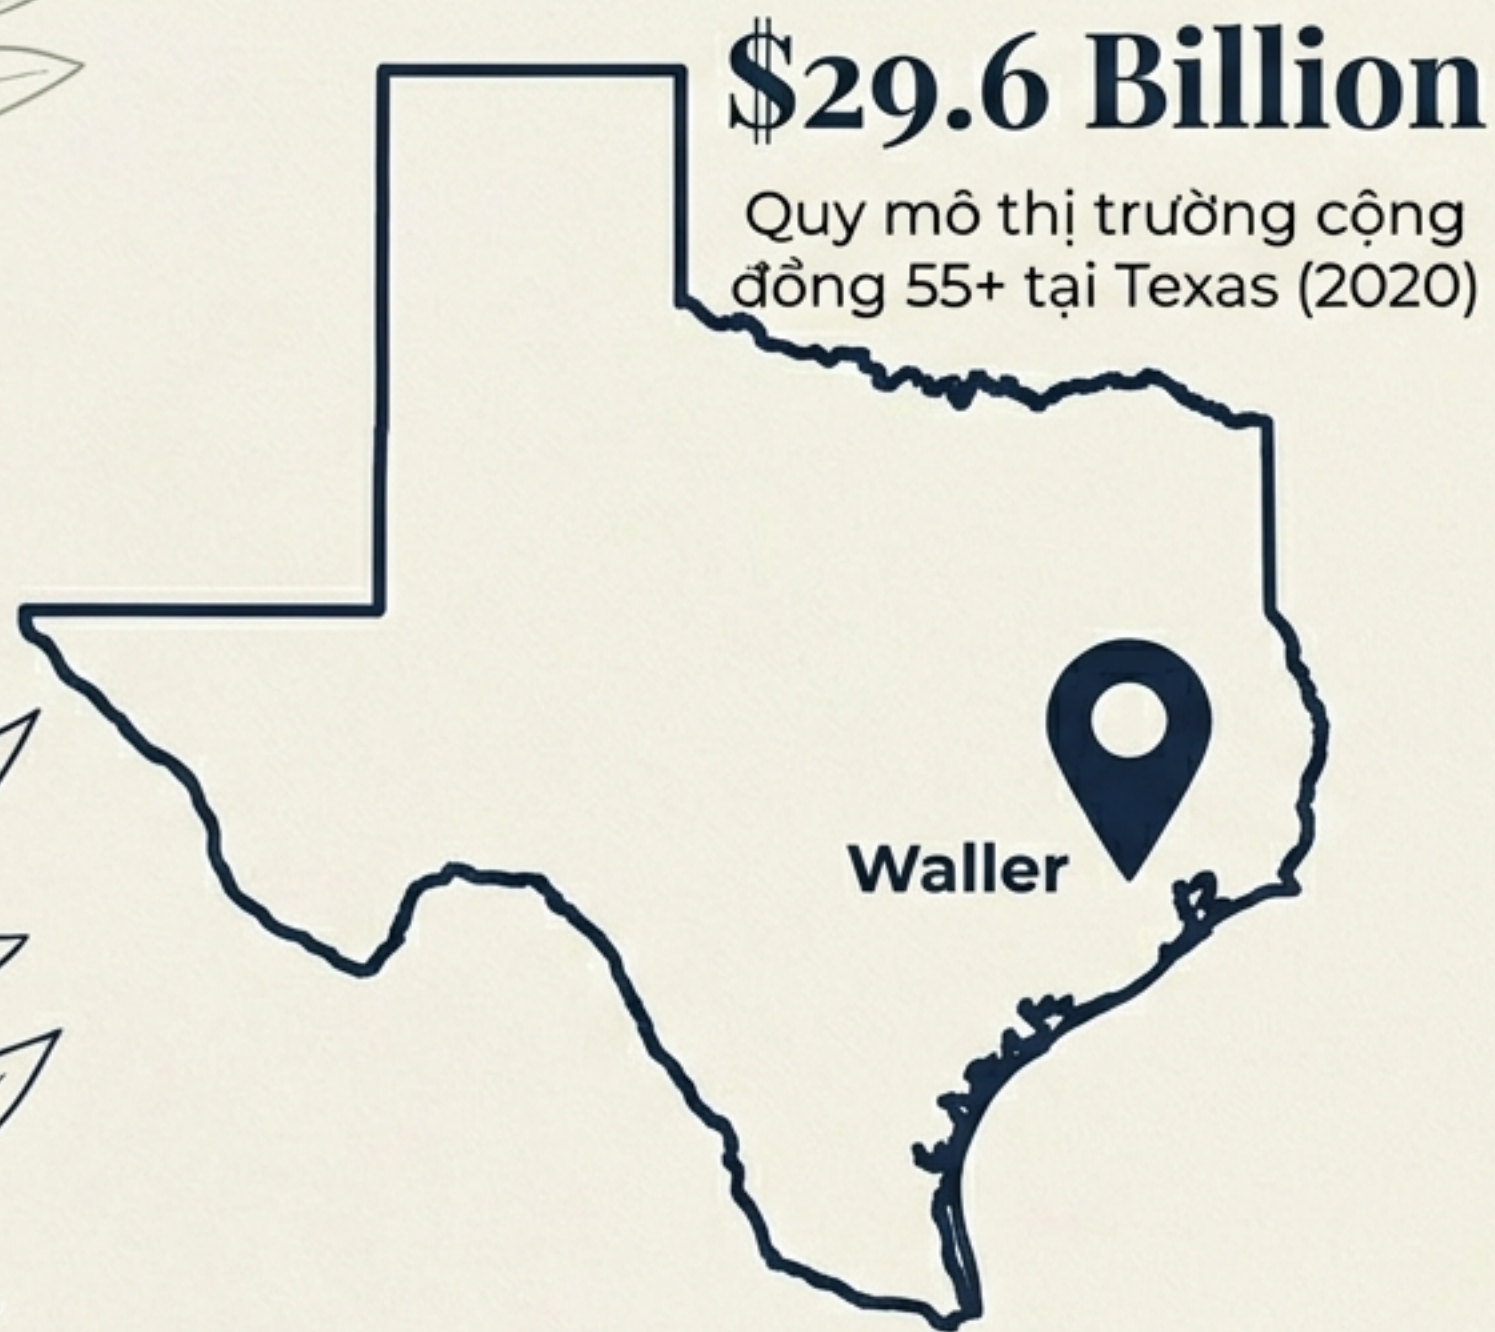 $29.6 Billion
Quy mô thị trường cộng
đồng 55+ tại Texas (2020)
Waller